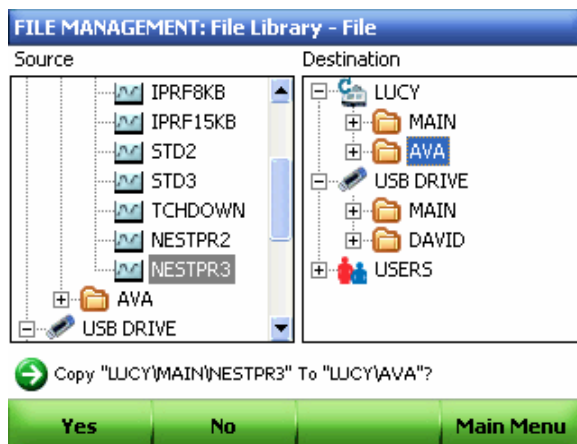 FILE MANAGEMENT: File Library - File
Source
IPRF8KB
IPRF15KB
STD2
STD3
TCHDOWN
NESTPR2
NESTPR3
AVA
USB DRIVE
Destination
LUCY
MAIN
AVA
USB DRIVE
MAIN
DAVID
USERS
Copy "LUCY\MAIN\NESTPR3" To "LUCY\AVA"?
Yes No Main Menu